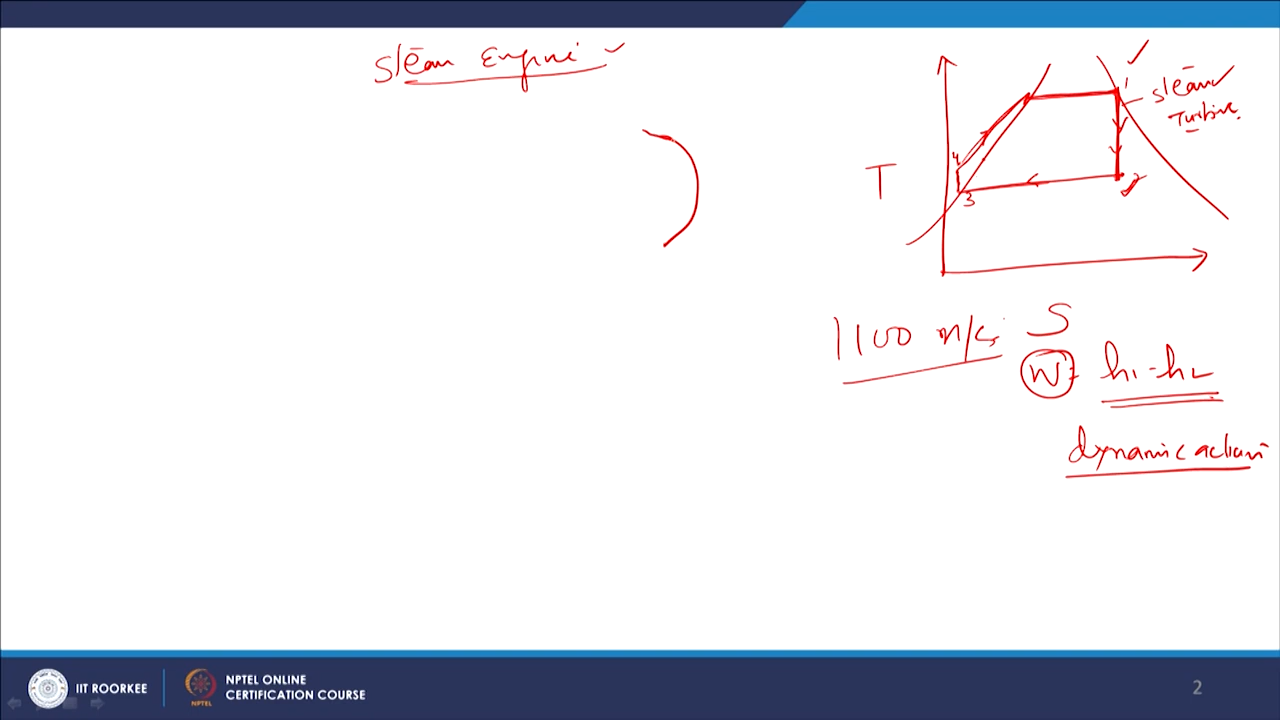 Steam Engine
1
Steam
Turbine
4
T
2
3
1100 m/s
S
W = h1-h2
dynamic action
IIT ROORKEE
NPTEL ONLINE
CERTIFICATION COURSE
NPTEL
2